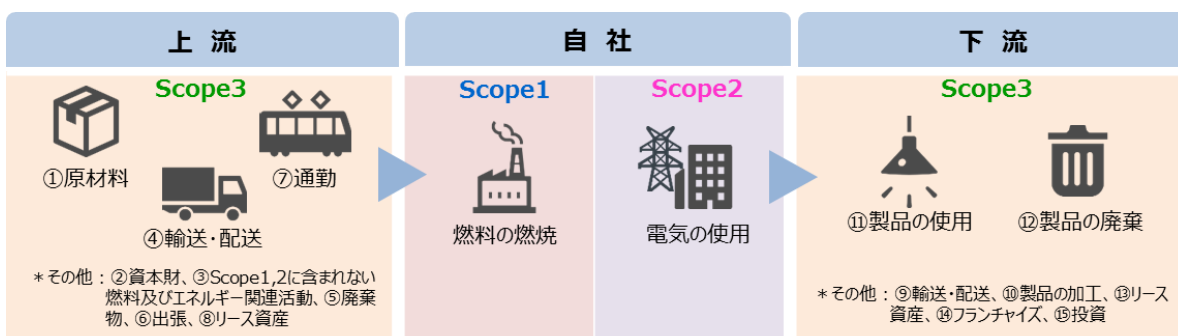 上 流
Scope3
①原材料
⑦通勤
④輸送・配送
＊その他：②資本財、③Scope1,2に含まれない
燃料及びエネルギー関連活動、⑤廃棄
物、⑥出張、⑧リース資産
自 社
Scope1
燃料の燃焼
Scope2
電気の使用
下 流
Scope3
⑪製品の使用
⑫製品の廃棄
＊その他：⑨輸送・配送、⑩製品の加工、⑬リース
資産、⑭フランチャイズ、⑮投資